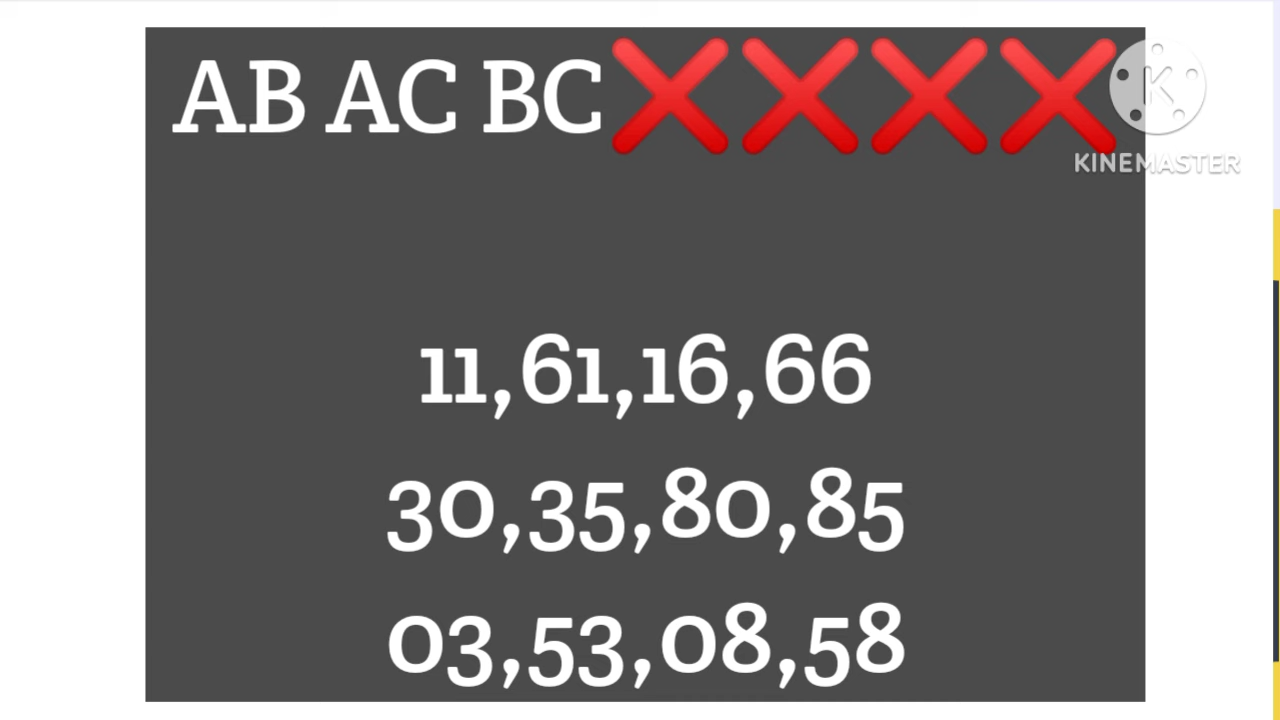 AB AC BC❌❌❌❌
KINEMASTER
11,61,16,66
30,35,80,85
03,53,08,58